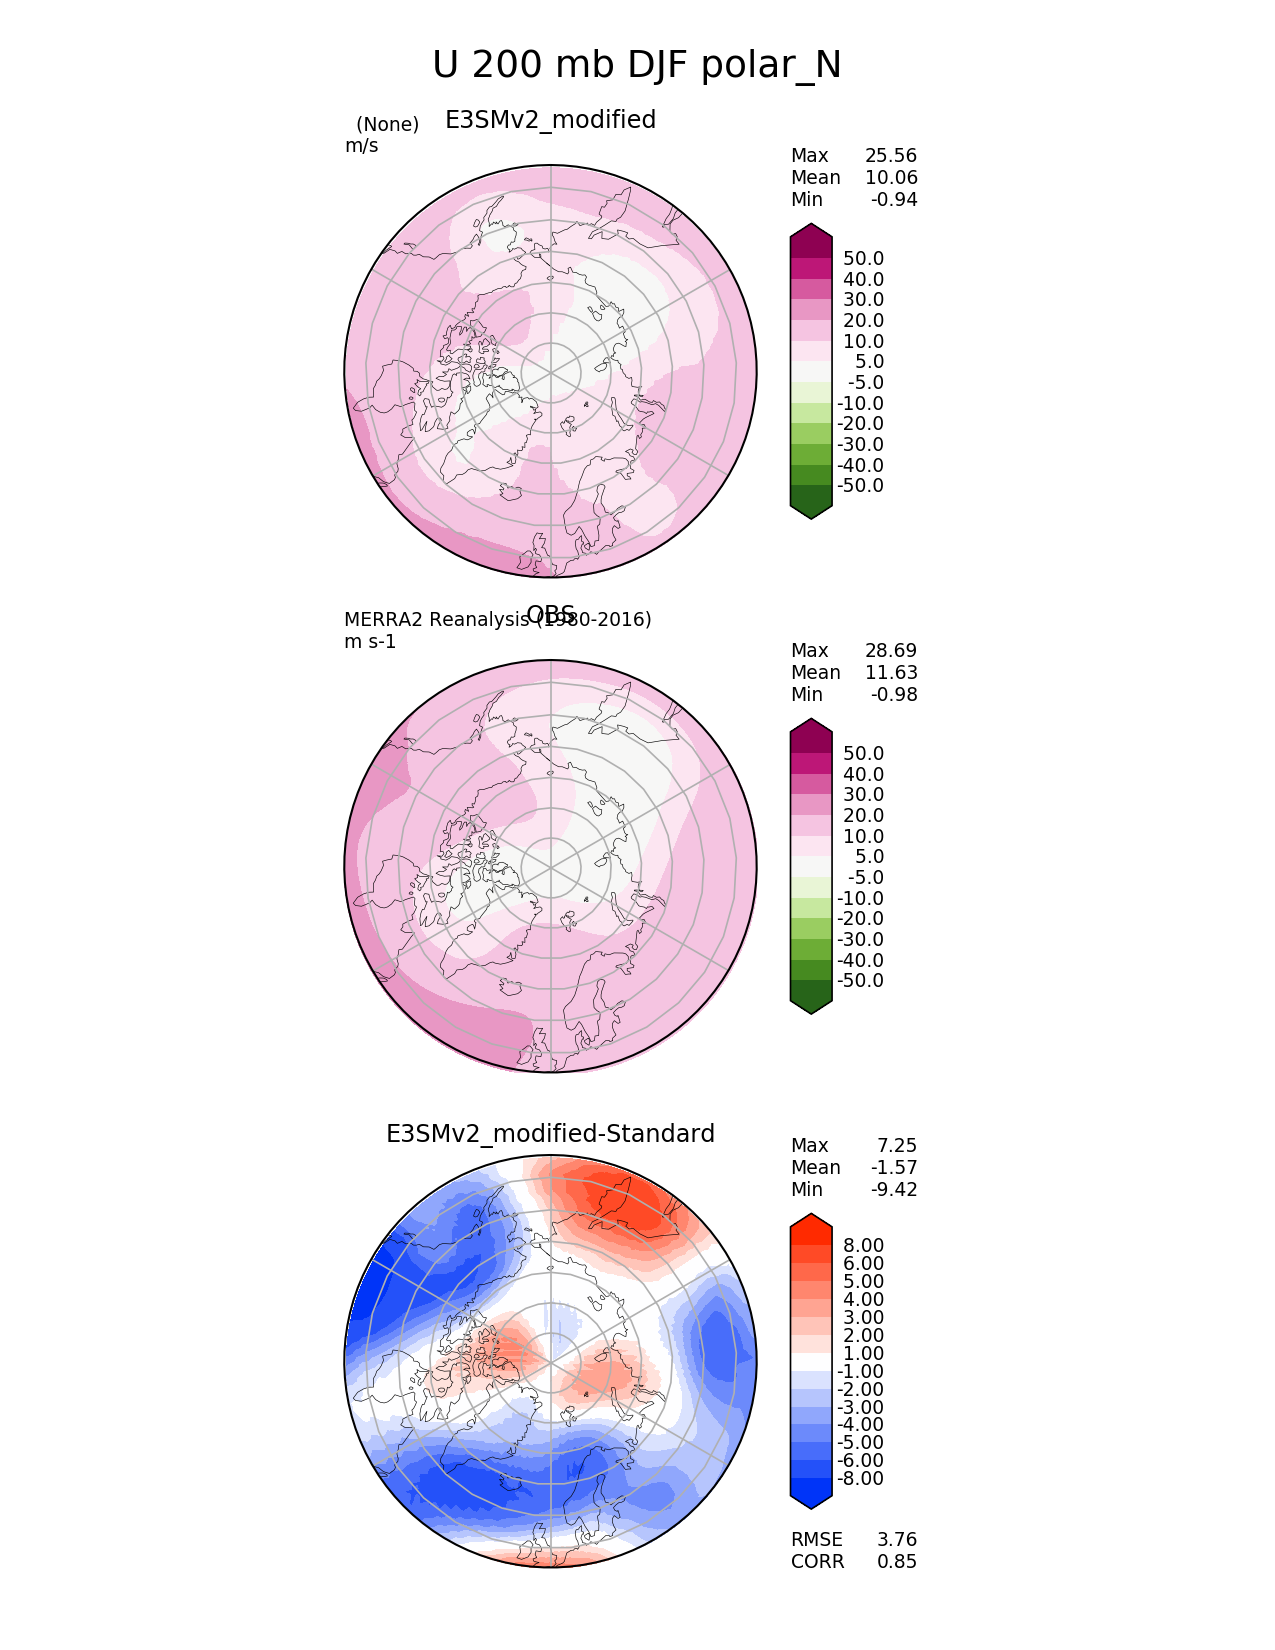 U 200 mb DJF polar_N
(None) E3SMv2_modified
m/s
Max 25.56
Mean 10.06
Min -0.94
50.0
40.0
30.0
20.0
10.0
5.0
-5.0
-10.0
-20.0
-30.0
-40.0
-50.0
OBS
MERRA2 Reanalysis (1980-2016)
m s-1
Max 28.69
Mean 11.63
Min -0.98
50.0
40.0
30.0
20.0
10.0
5.0
-5.0
-10.0
-20.0
-30.0
-40.0
-50.0
E3SMv2_modified-Standard
Max 7.25
Mean -1.57
Min -9.42
8.00
6.00
5.00
4.00
3.00
2.00
1.00
-1.00
-2.00
-3.00
-4.00
-5.00
-6.00
-8.00
RMSE 3.76
CORR 0.85